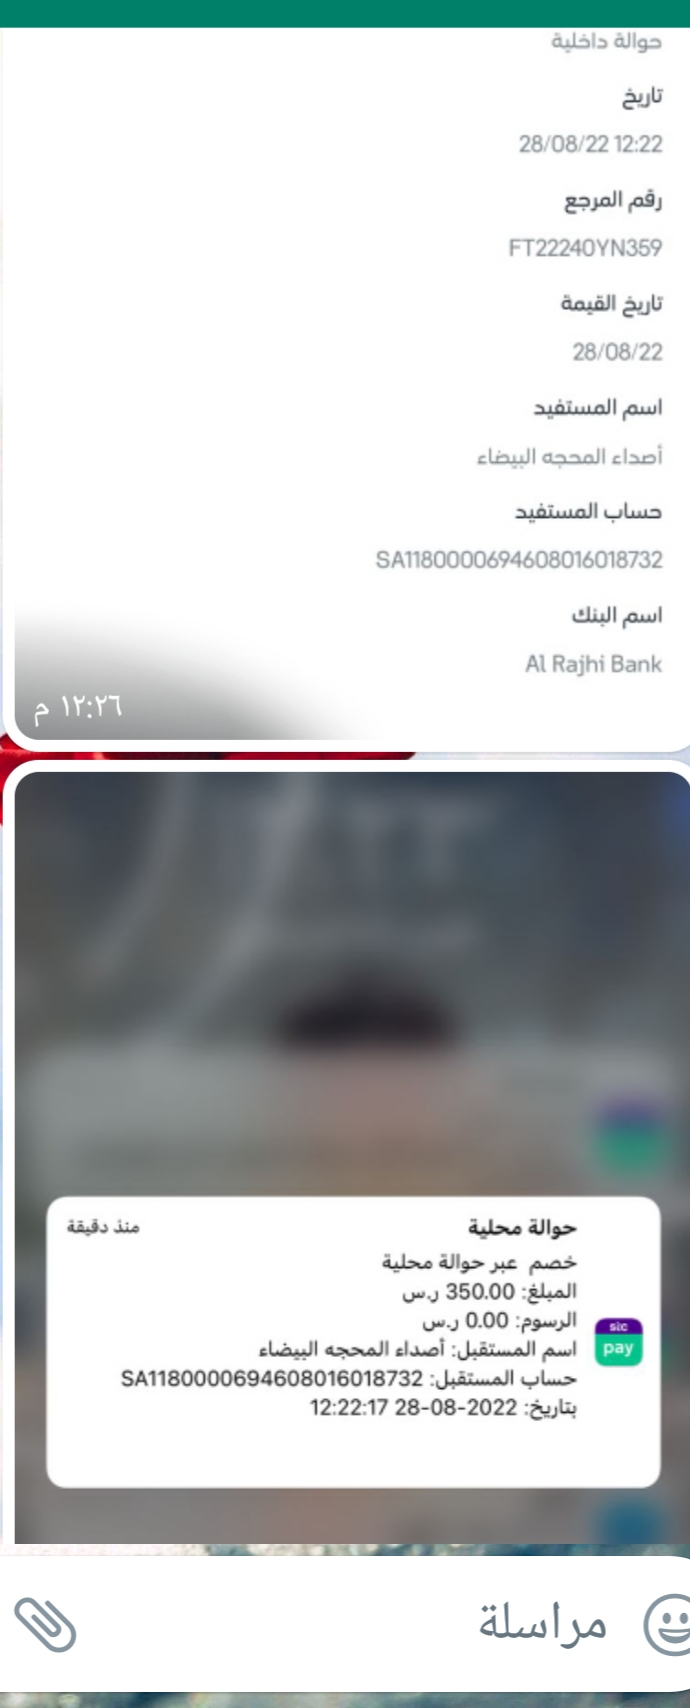 حوالة داخلية
تاريخ
28/08/22 12:22
رقم المرجع
FT22240YN359
تاريخ القيمة
28/08/22
اسم المستفيد
أصداء المحجه البيضاء
حساب المستفيد
SA1180000694608016018732
اسم البنك
Al Rajhi Bank
١٢:٢٦ م
حوالة محلية
منذ دقيقة
خصم عبر حوالة محلية
المبلغ: 350.00 ر.س
الرسوم: 0.00 ر.س
اسم المستقبل: أصداء المحجه البيضاء
حساب المستقبل: SA1180000694608016018732
بتاريخ: 2022-08-28 12:22:17
stc
pay
مراسلة